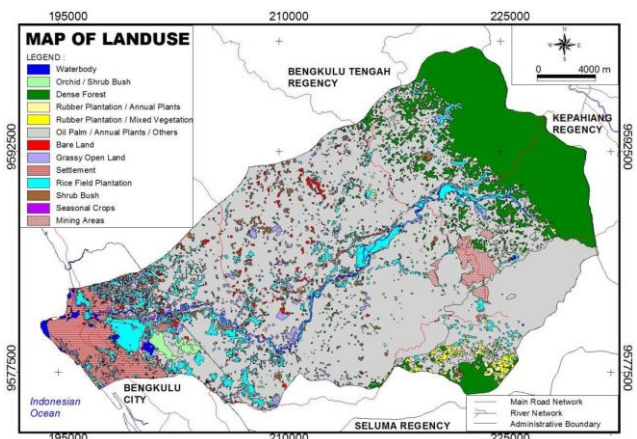 195000
210000
225000
MAP OF LANDUSE
LEGEND :
Waterbody
Orchid / Shrub Bush
Dense Forest
Rubber Plantation / Annual Plants
Rubber Plantation / Mixed Vegetation
Oil Palm / Annual Plants / Others
Bare Land
Grassy Open Land
Settlement
Rice Field Plantation
Shrub Bush
Seasonal Crops
Mining Areas
BENGKULU TENGAH
REGENCY
N
W
E
S
0
4000 m
KEPAHIANG
REGENCY
9592500
9592500
9577500
9577500
BENGKULU
CITY
Indonesian
Ocean
SELUMA REGENCY
Main Road Network
River Network
Administrative Boundary
195000
210000
225000